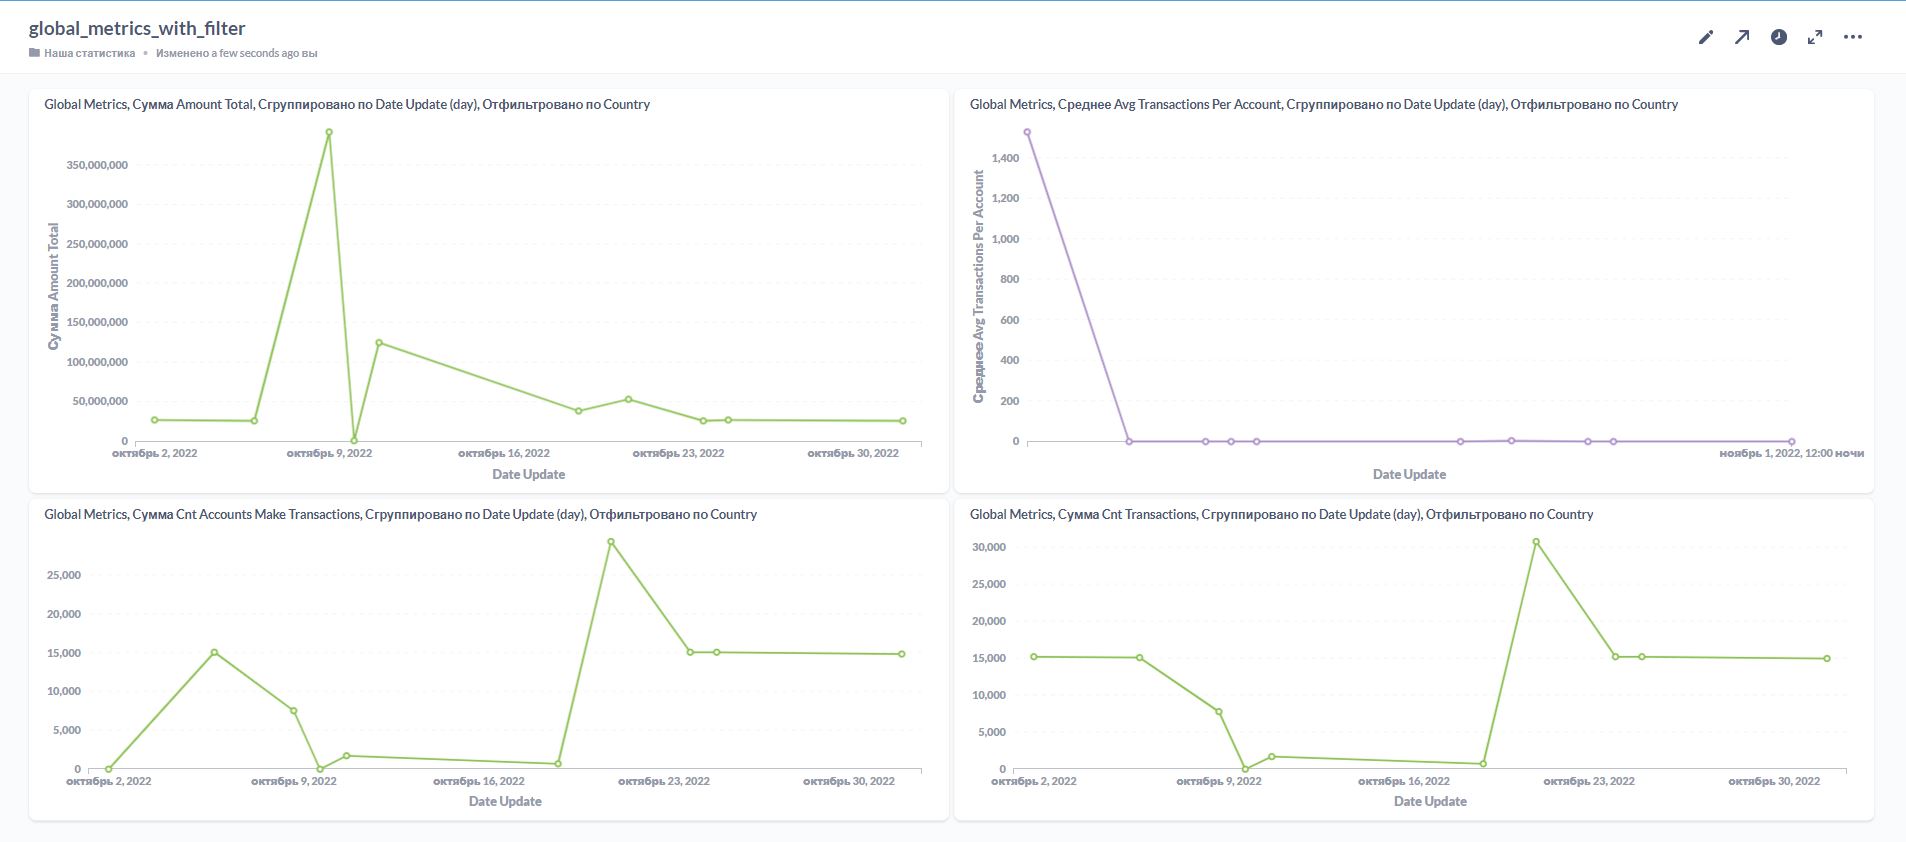 global_metrics_with_filter
Наша статистика • Изменено a few seconds ago вы
Global Metrics, Сумма Amount Total, Сгруппировано по Date Update (day), Отфильтровано по Country
Сумма Amount Total
350,000,000
300,000,000
250,000,000
200,000,000
150,000,000
100,000,000
50,000,000
0
октябрь 2, 2022
октябрь 9, 2022
октябрь 16, 2022
октябрь 23, 2022
октябрь 30, 2022
Date Update
Global Metrics, Среднее Avg Transactions Per Account, Сгруппировано по Date Update (day), Отфильтровано по Country
Среднее Avg Transactions Per Account
1,400
1,200
1,000
800
600
400
200
0
ноябрь 1, 2022, 12:00 ночи
Date Update
Global Metrics, Сумма Cnt Accounts Make Transactions, Сгруппировано по Date Update (day), Отфильтровано по Country
25,000
20,000
15,000
10,000
5,000
0
октябрь 2, 2022
октябрь 9, 2022
октябрь 16, 2022
октябрь 23, 2022
октябрь 30, 2022
Date Update
Global Metrics, Сумма Cnt Transactions, Сгруппировано по Date Update (day), Отфильтровано по Country
30,000
25,000
20,000
15,000
10,000
5,000
0
октябрь 2, 2022
октябрь 9, 2022
октябрь 16, 2022
октябрь 23, 2022
октябрь 30, 2022
Date Update